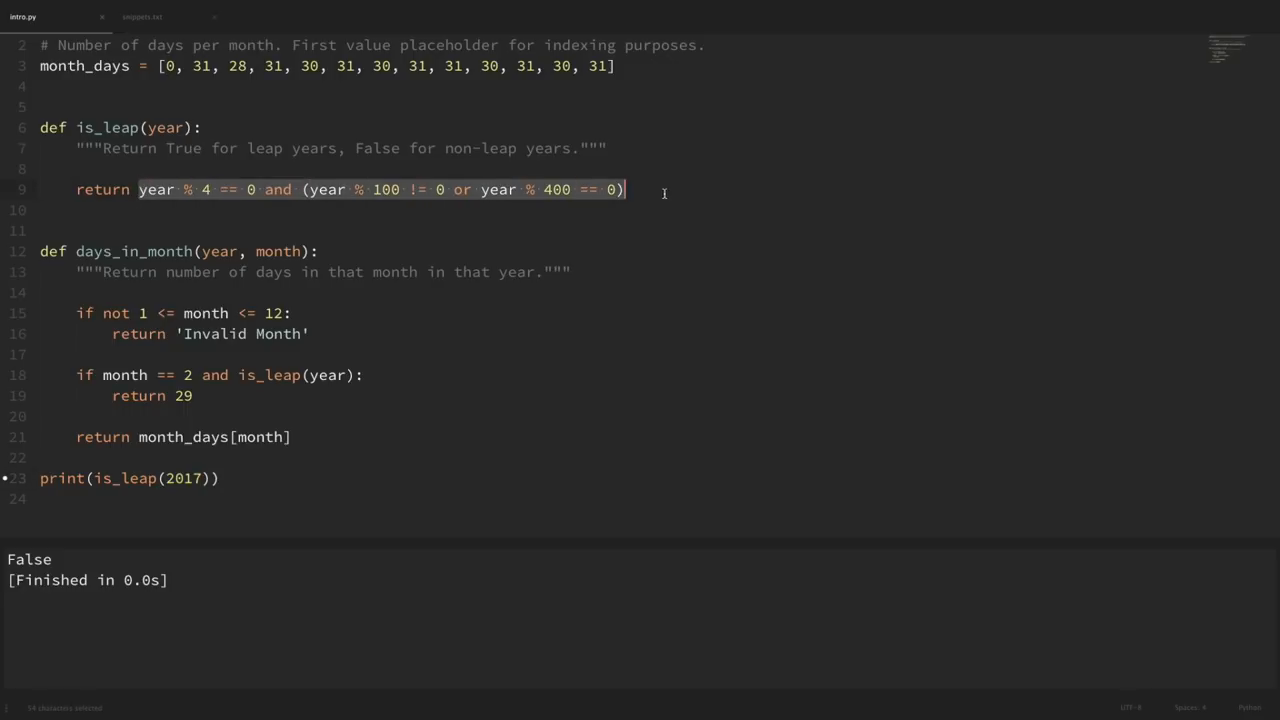 intro.py × snippets.txt ×
2 # Number of days per month. First value placeholder for indexing purposes.
3 month_days = [0, 31, 28, 31, 30, 31, 30, 31, 31, 30, 31, 30, 31]
4
5
6 def is_leap(year):
7 """Return True for leap years, False for non-leap years."""
8
9 return year % 4 == 0 and (year % 100 != 0 or year % 400 == 0)
10
11
12 def days_in_month(year, month):
13 """Return number of days in that month in that year."""
14
15 if not 1 <= month <= 12:
16 return 'Invalid Month'
17
18 if month == 2 and is_leap(year):
19 return 29
20
21 return month_days[month]
22
23 print(is_leap(2017))
24
False
[Finished in 0.0s]
54 characters selected UTF-8 Spaces: 4 Python